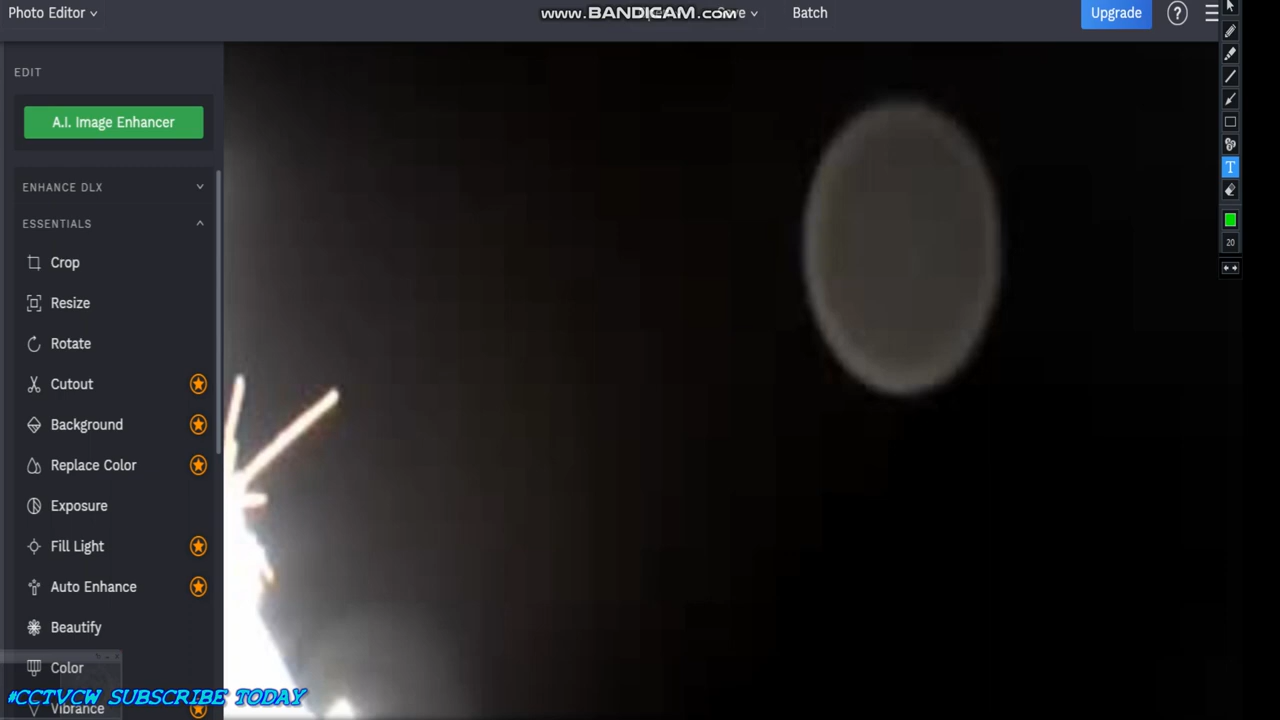 Photo Editor
www.BANDICAM.com
Batch
Upgrade
?
EDIT
A.I. Image Enhancer
ENHANCE DLX
ESSENTIALS
Crop
Resize
Rotate
Cutout
Background
Replace Color
Exposure
Fill Light
Auto Enhance
Beautify
Color
Vibrance
#CCTVCW SUBSCRIBE TODAY
T
20